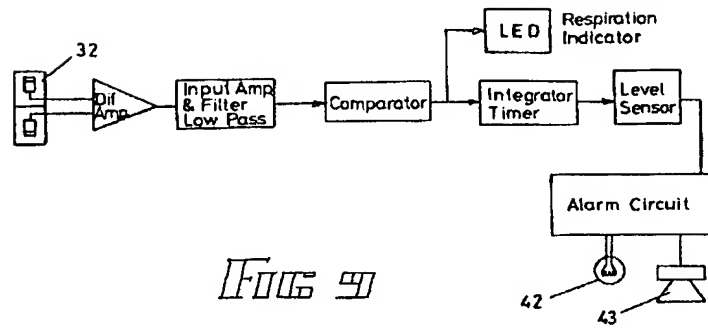 32
Dif
Amp
Input Amp
& Filter
Low Pass
Comparator
LED
Respiration
Indicator
Integrator
Timer
Level
Sensor
Alarm Circuit
42
43
FIG 9